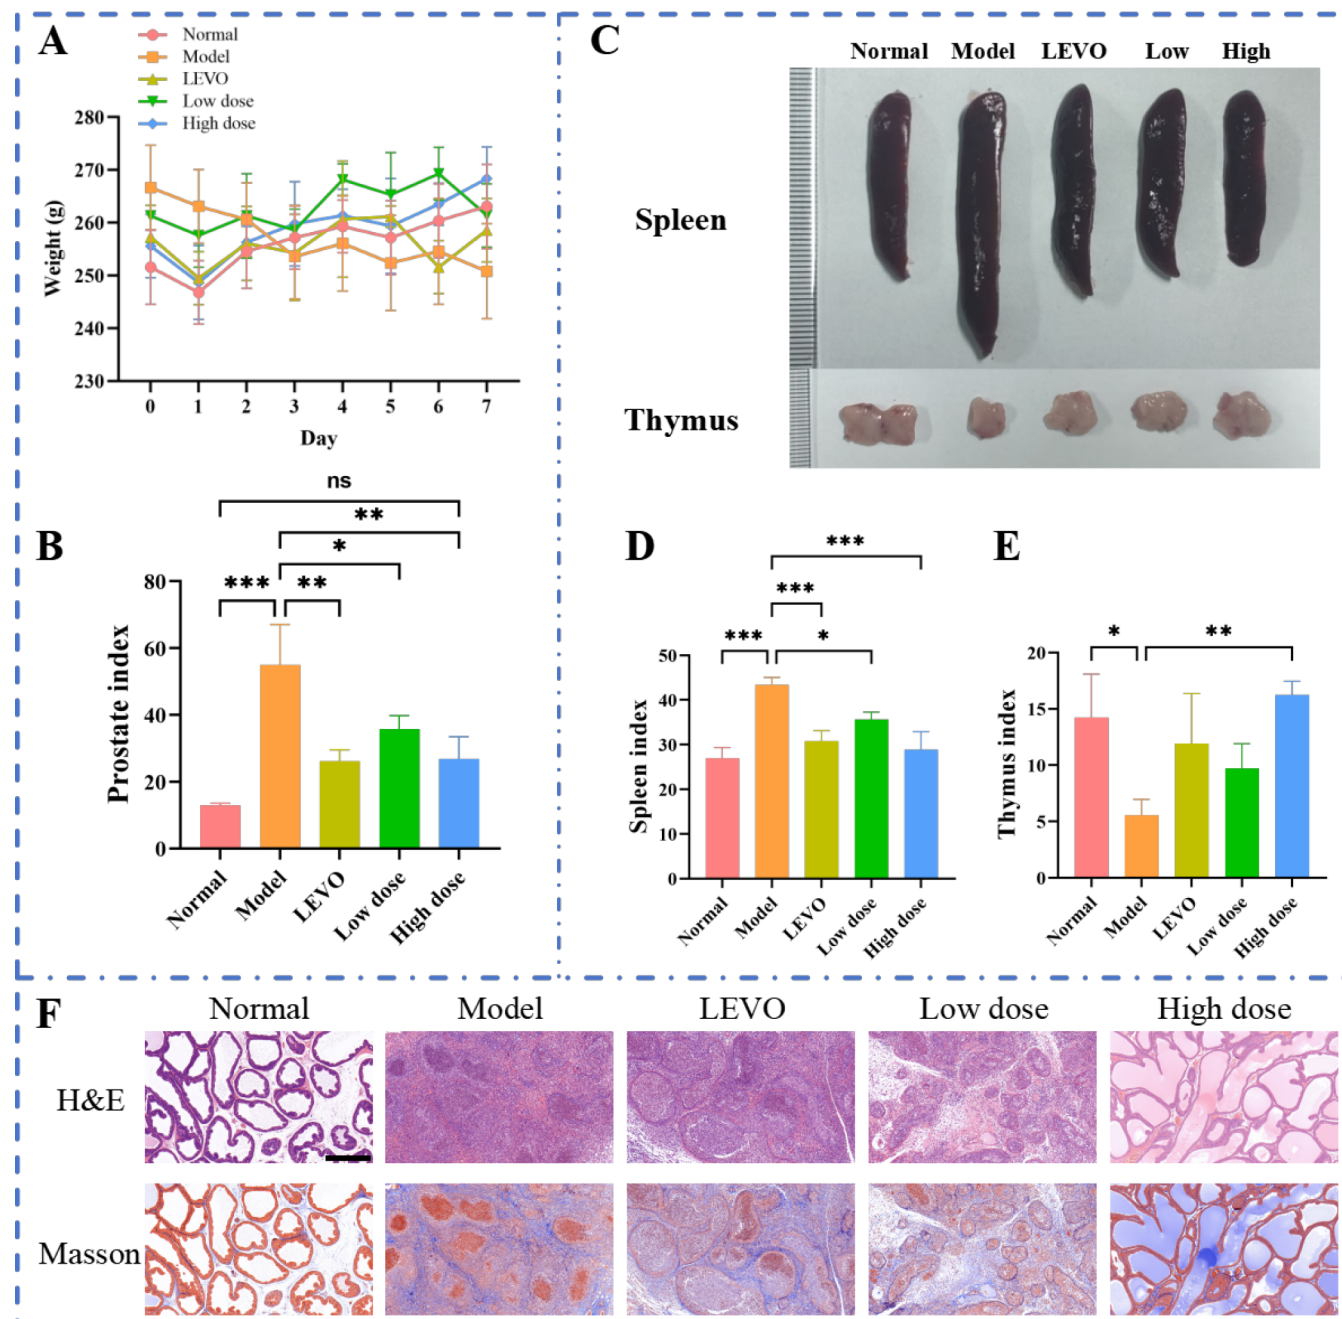 A
Normal
Model
LEVO
Low dose
High dose
280
270
260
250
240
230
Weight (g)
0 1 2 3 4 5 6 7
Day
B
ns
**
*
*** **
80
60
40
20
0
Prostate index
Normal
Model
LEVO
Low dose
High dose
C
Normal Model LEVO Low High
Spleen
Thymus
D
***
***
*** *
50
40
30
20
10
0
Spleen index
Normal
Model
LEVO
Low dose
High dose
E
* **
20
15
10
5
0
Thymus index
Normal
Model
LEVO
Low dose
High dose
F
Normal Model LEVO Low dose High dose
H&E
Masson